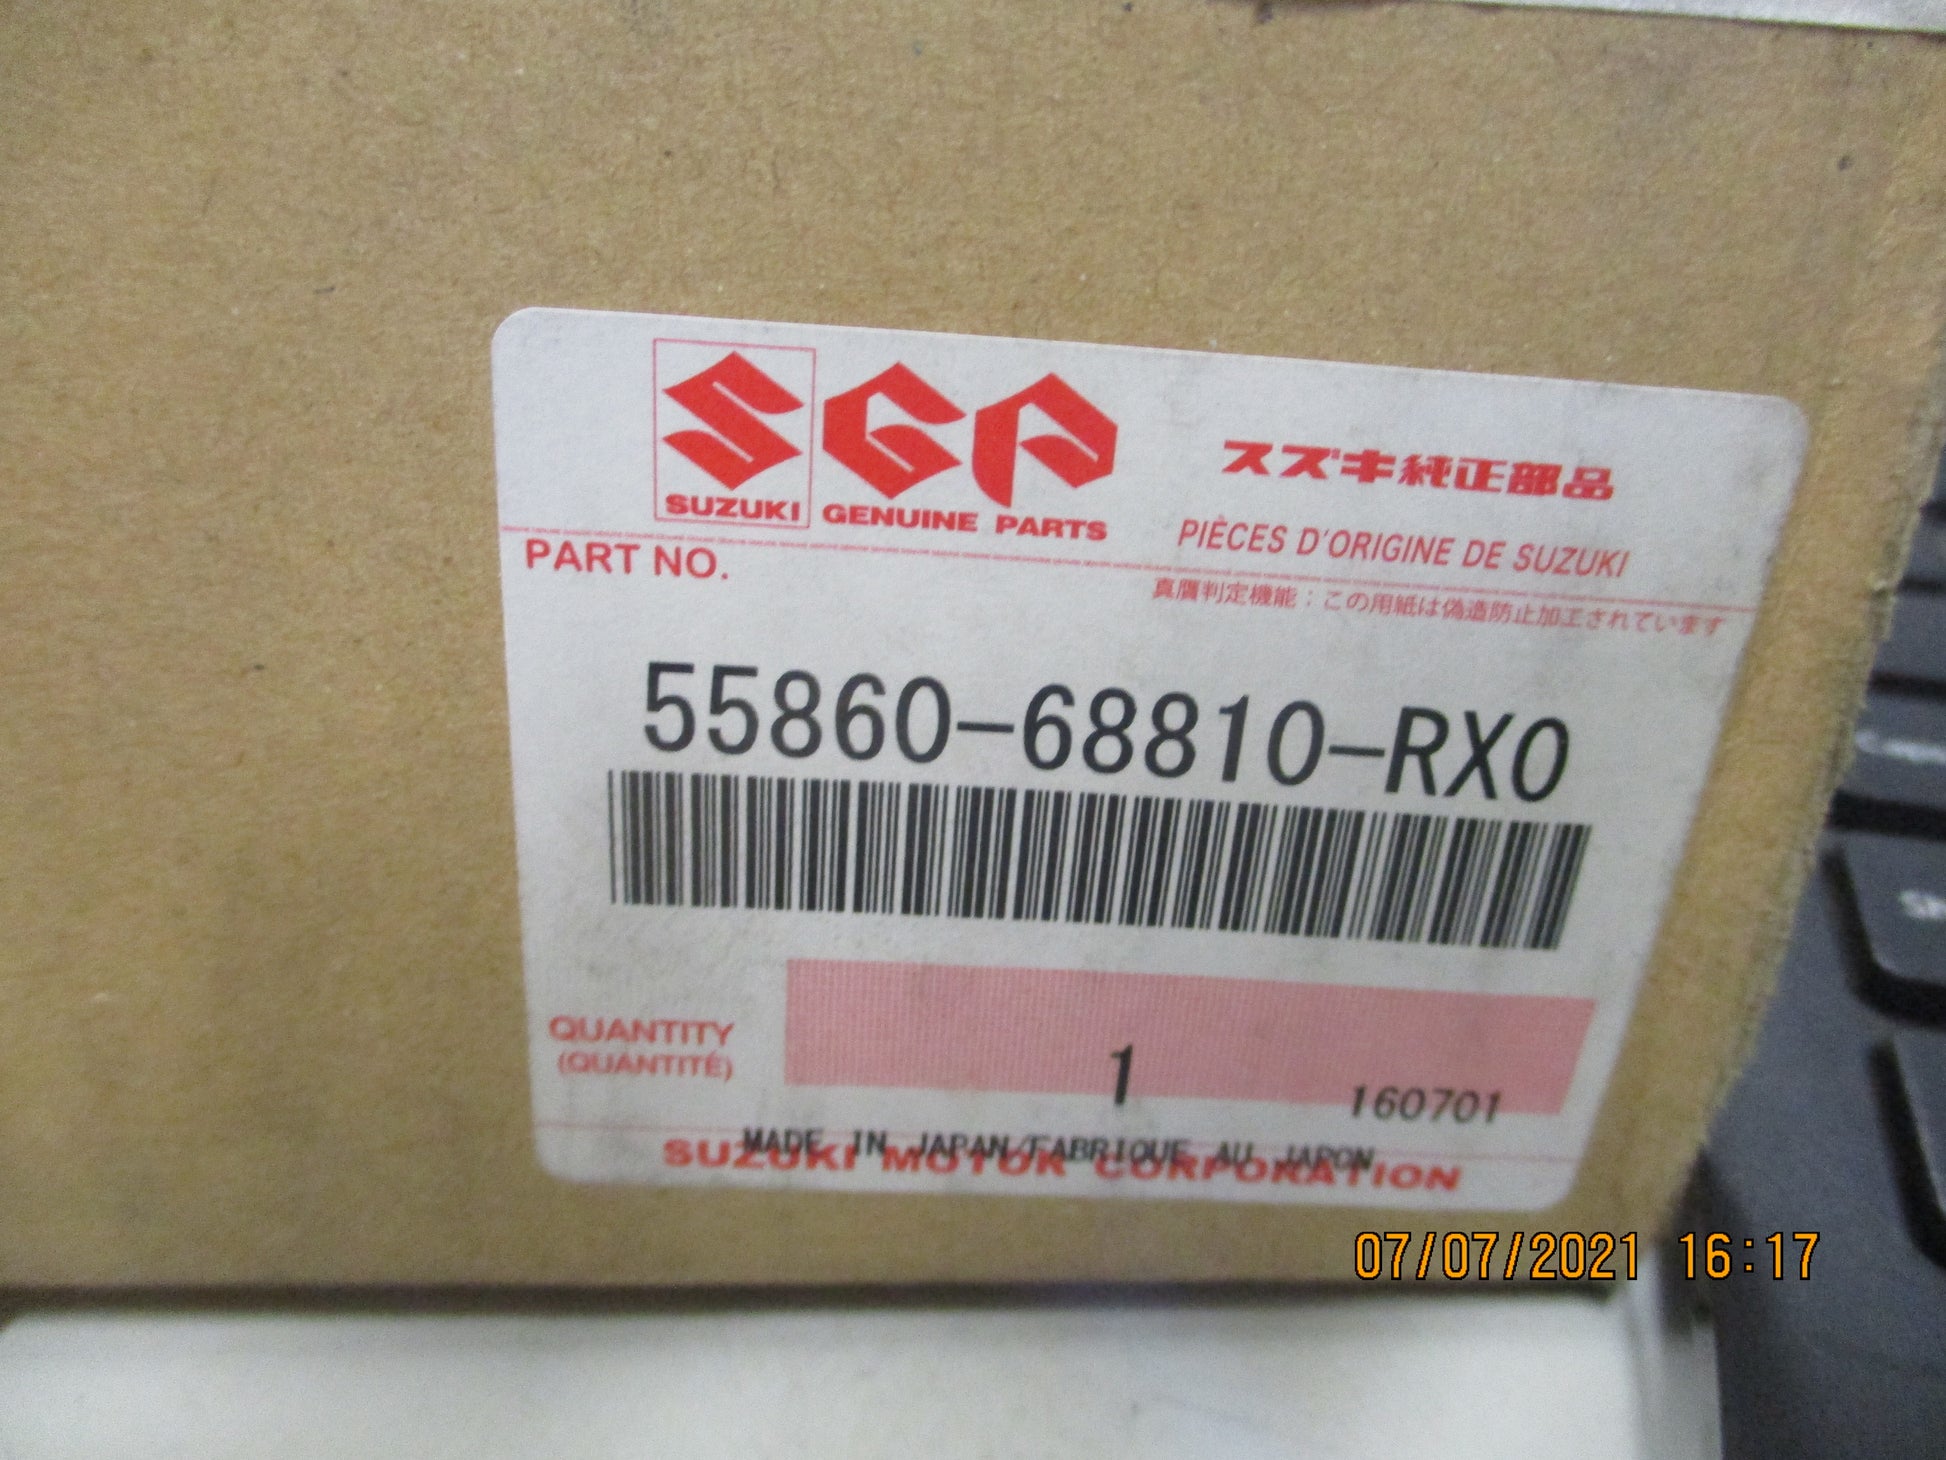 SUZUKI GENUINE PARTS
スズキ純正部品
PIÈCES D'ORIGINE DE SUZUKI
PART NO.
真贋判定機能：この用紙は偽造防止加工されています
55860-68810-RX0
QUANTITY
(QUANTITÉ)
1
160701
MADE IN JAPAN/FABRIQUE AU JAPON
SUZUKI MOTOR CORPORATION
07/07/2021 16:17